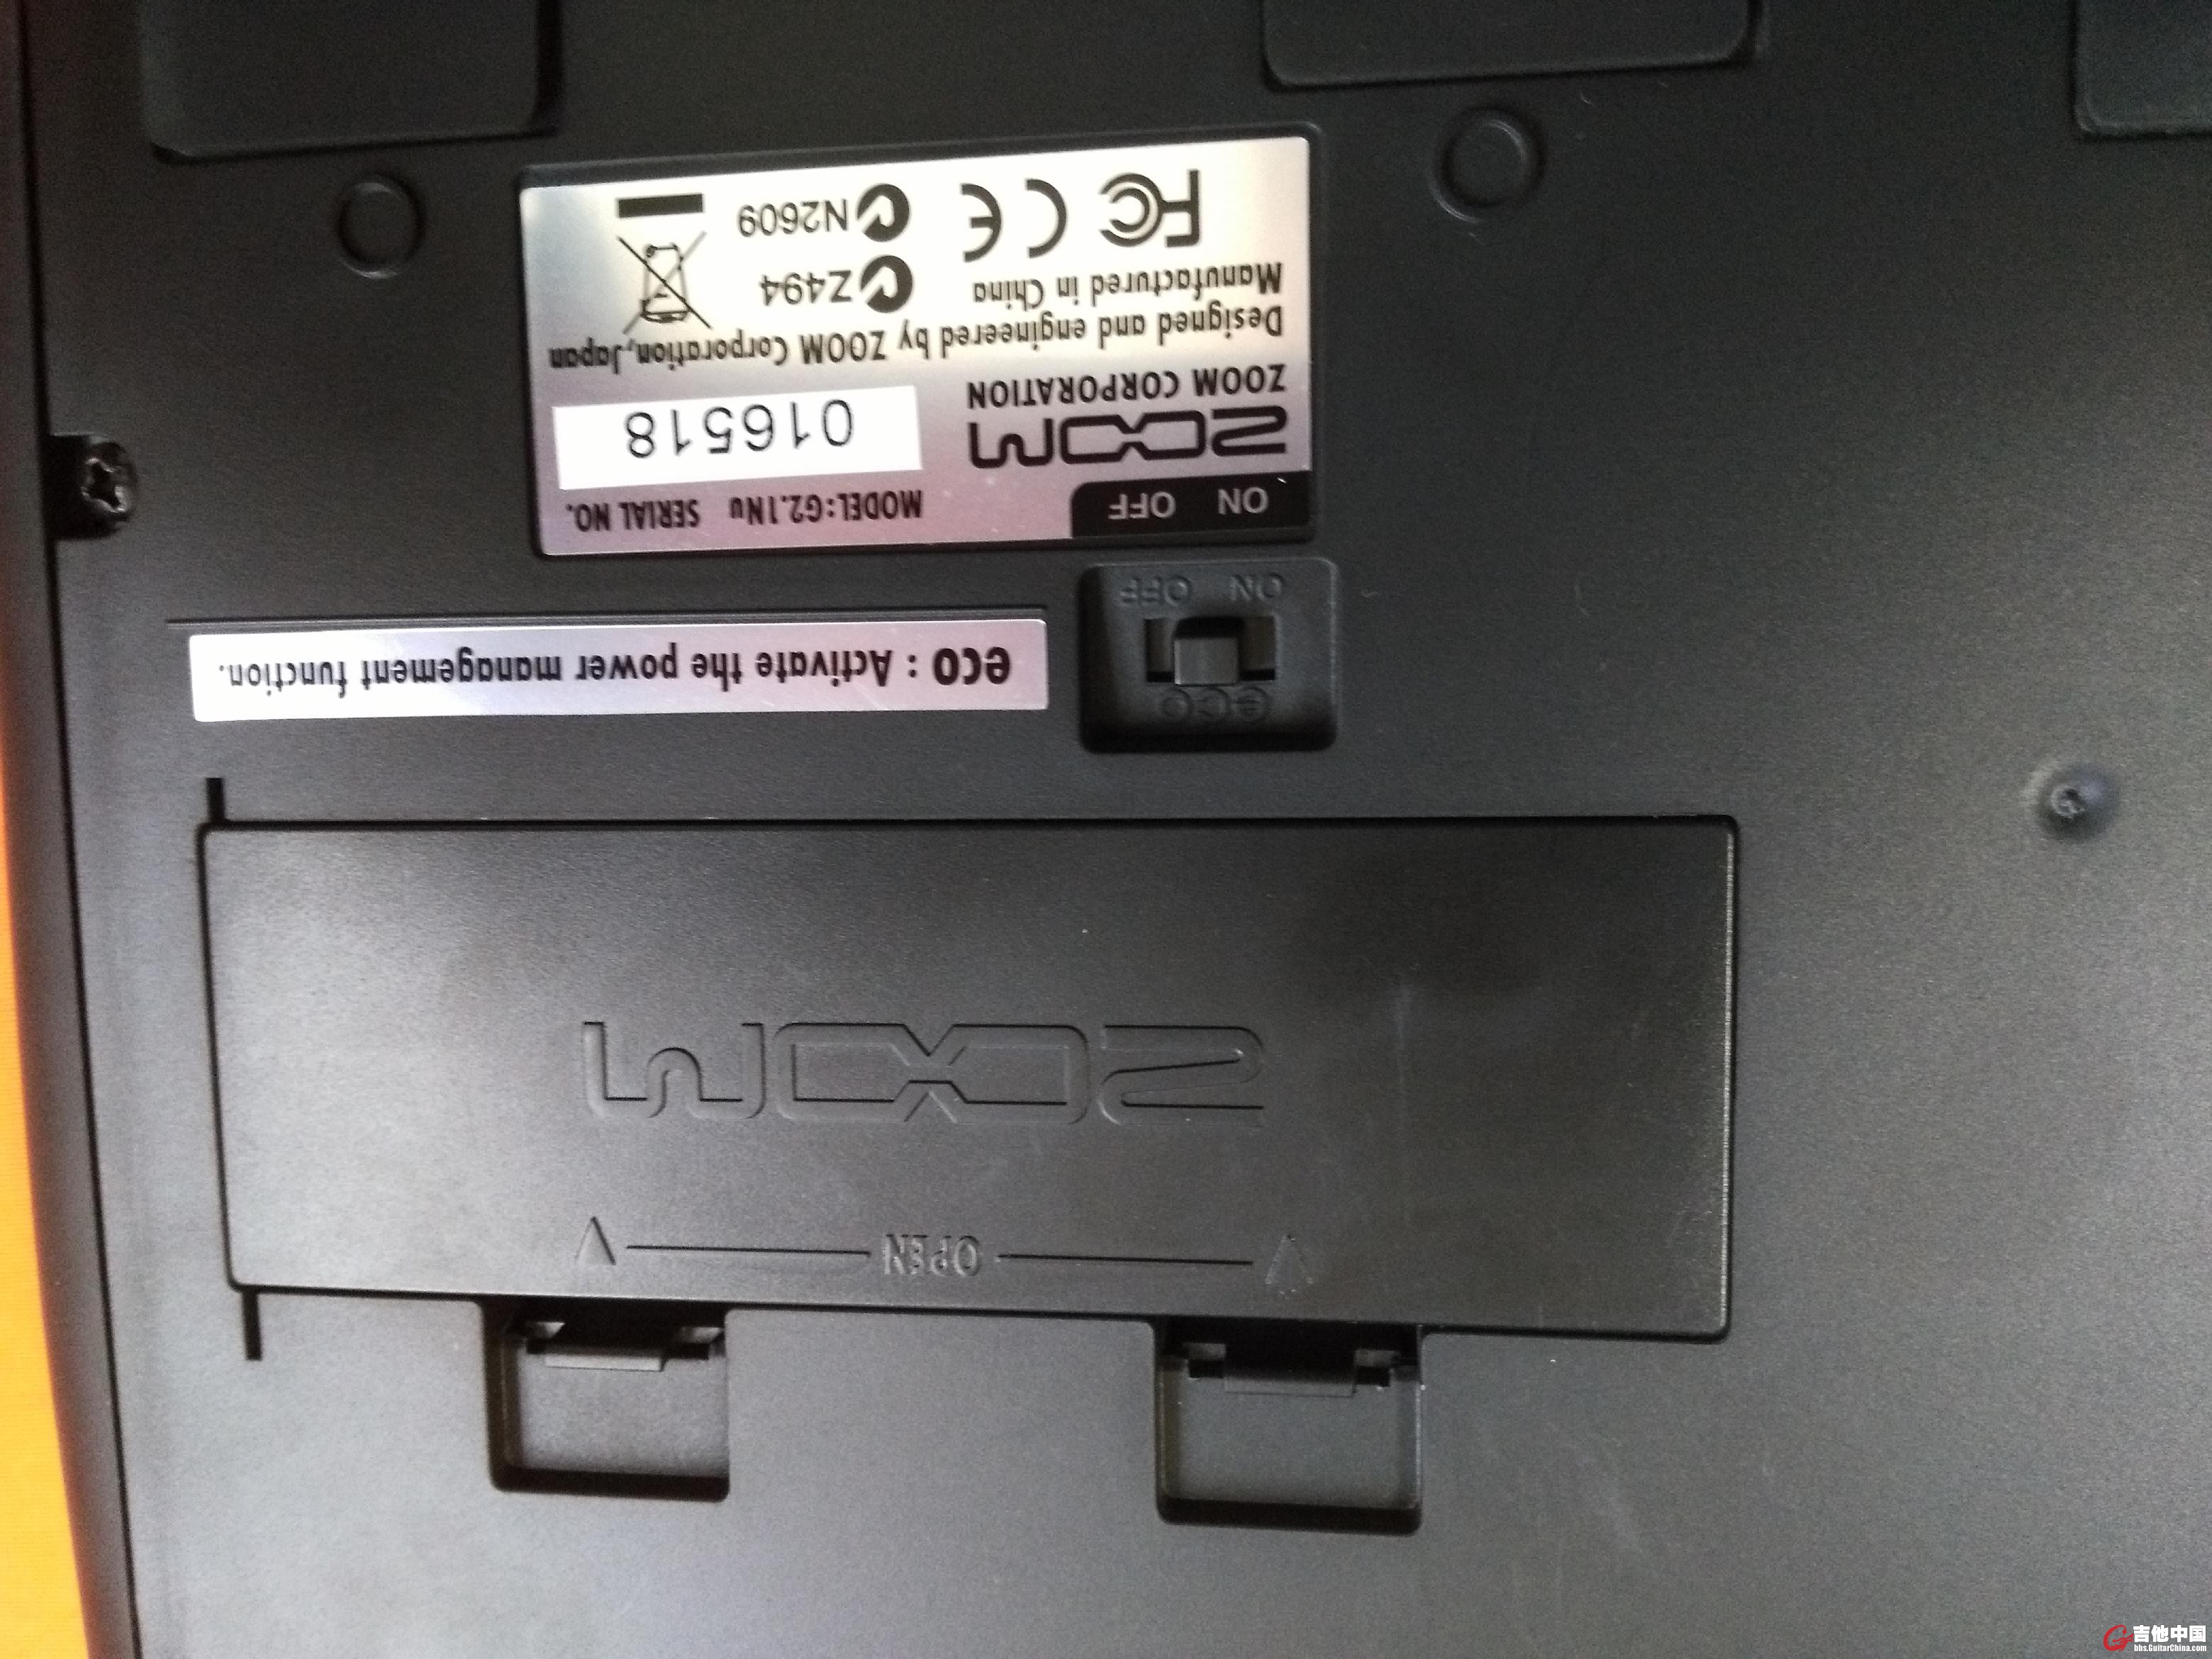 OPEN
ZOOM
eco : Activate the power management function.
eco
ON OFF
ON OFF
MODEL:G2.1Nu SERIAL NO.
016518
ZOOM
ZOOM CORPORATION
Designed and engineered by ZOOM Corporation,Japan
Manufactured in China
Z494
FC CE N2609
吉他中国
bbs.GuitarChina.com